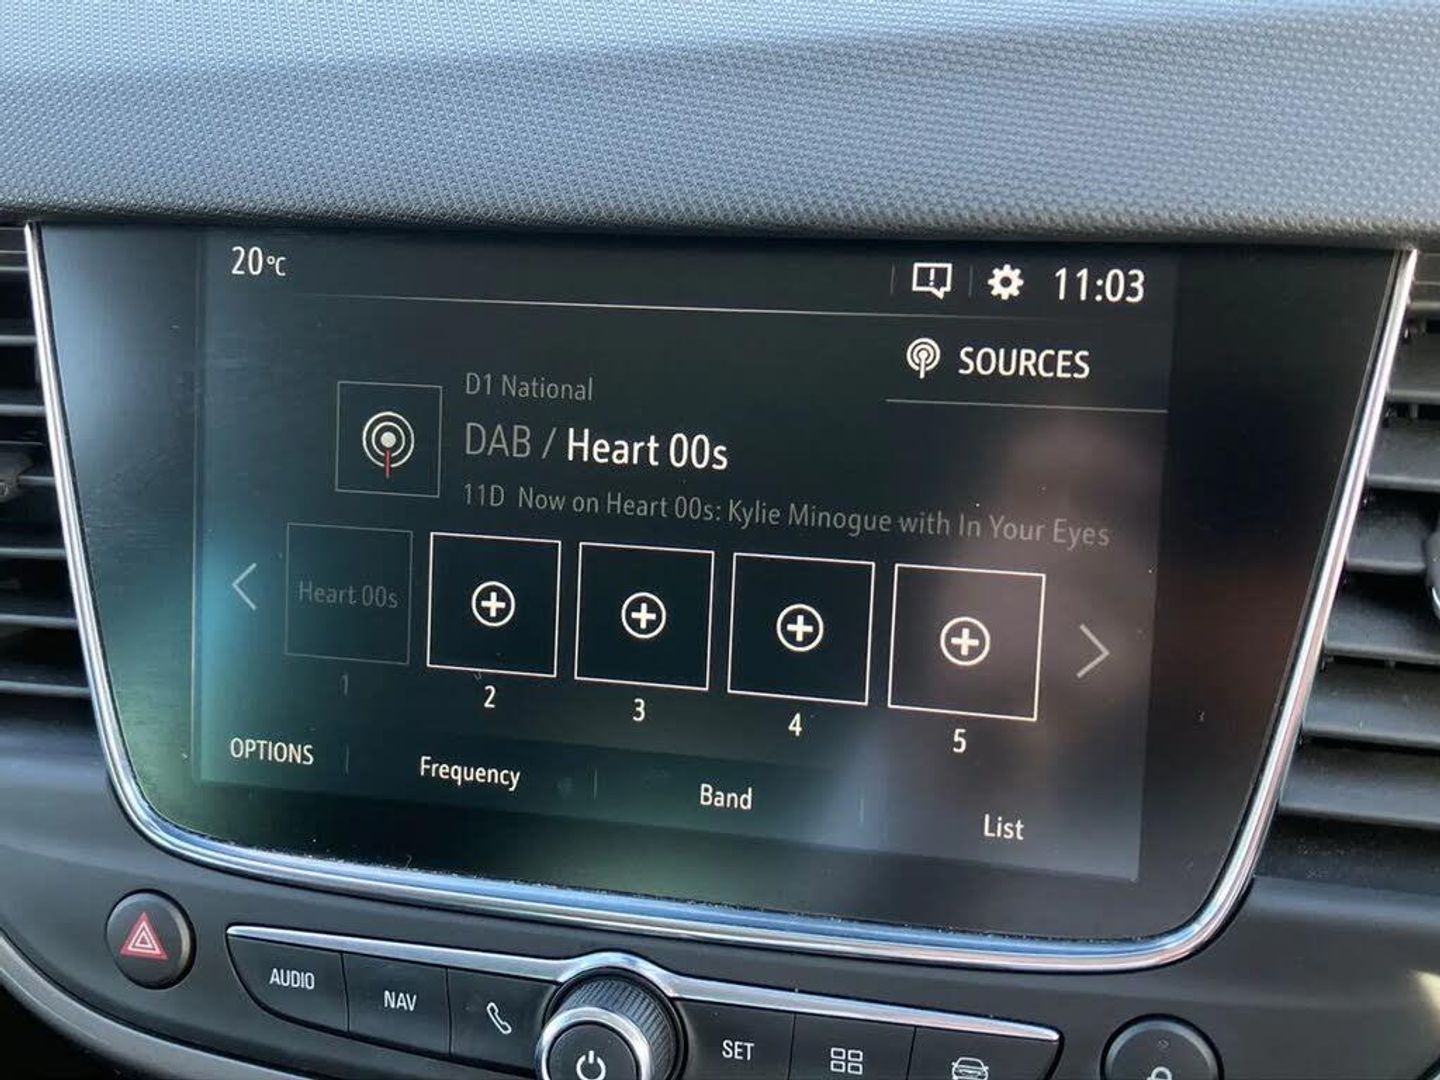 20°C
11:03
SOURCES
D1 National
DAB / Heart 00s
11D Now on Heart 00s: Kylie Minogue with In Your Eyes
Heart 00s
1
2
3
4
5
OPTIONS
Frequency
Band
List
AUDIO
NAV
SET